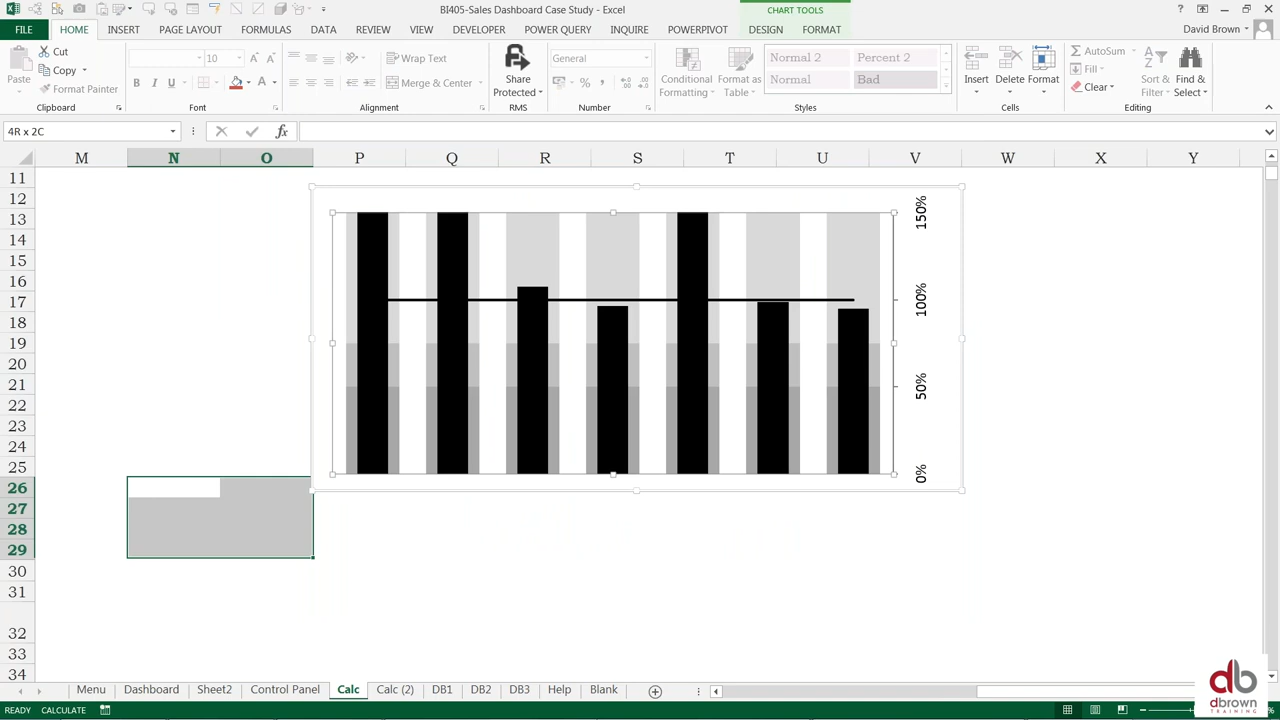 BI405-Sales Dashboard Case Study - Excel
CHART TOOLS
FILE HOME INSERT PAGE LAYOUT FORMULAS DATA REVIEW VIEW DEVELOPER POWER QUERY INQUIRE POWERPIVOT DESIGN FORMAT David Brown
Paste
Cut
Copy
Format Painter
Clipboard
10
B I U A
Font
Wrap Text
Merge & Center
Alignment
Share
Protected
RMS
General
%
Number
Conditional
Formatting
Format as
Table
Normal 2 Percent 2
Normal Bad
Styles
Insert Delete Format
Cells
AutoSum
Fill
Clear
Sort &
Filter
Find &
Select
Editing
4R x 2C fx
M N O P Q R S T U V W X Y
11
12
13
14
15
16
17
18
19
20
21
22
23
24
25
26
27
28
29
30
31
32
33
34
150%
100%
50%
0%
Menu Dashboard Sheet2 Control Panel Calc Calc (2) DB1 DB2 DB3 Help Blank
READY CALCULATE
%
db
dbrown
TRAINING